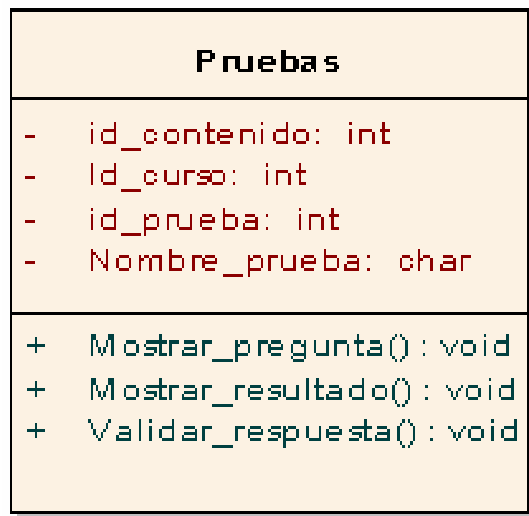 Pruebas
- id_contenido: int
- Id_curso: int
- id_prueba: int
- Nombre_prueba: char
+ Mostrar_pregunta() : void
+ Mostrar_resultado() : void
+ Validar_respuesta() : void